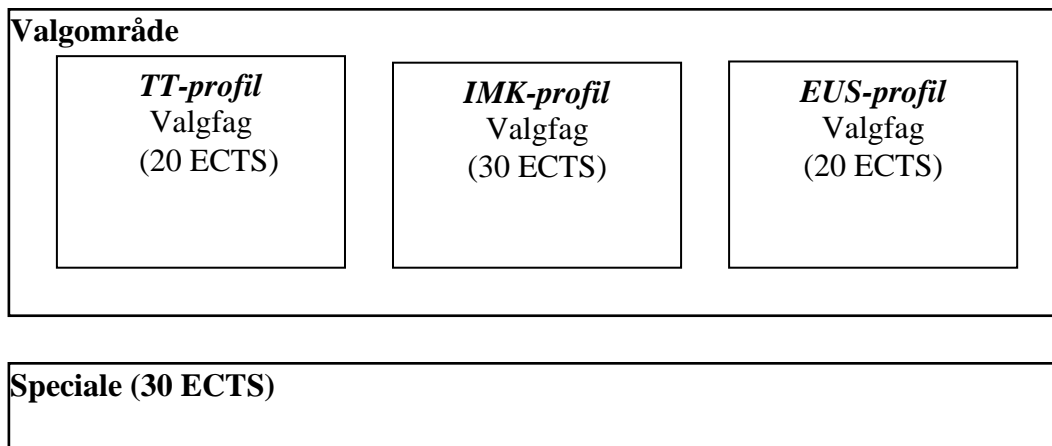 Valgområde
TT-profil
Valgfag
(20 ECTS)
IMK-profil
Valgfag
(30 ECTS)
EUS-profil
Valgfag
(20 ECTS)
Speciale (30 ECTS)